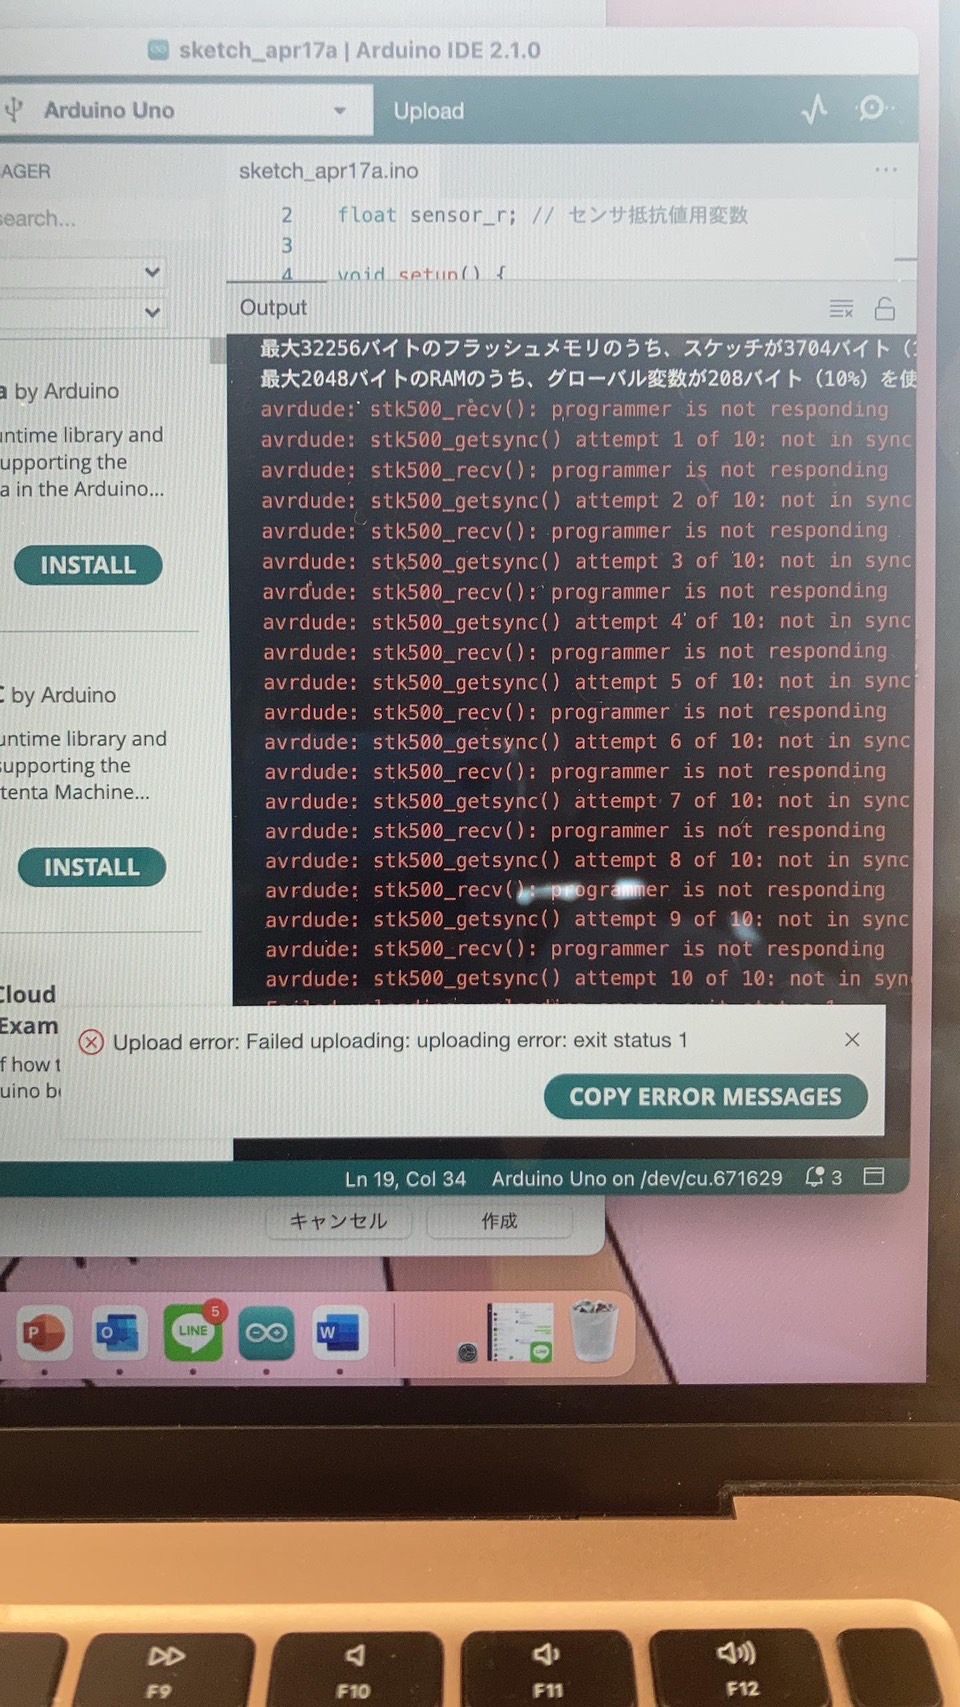 sketch_apr17a | Arduino IDE 2.1.0
Arduino Uno
Upload
AGER
sketch_apr17a.ino
earch...
2 float sensor_r; // センサ抵抗値用変数
3
4 void setup() {
Output
最大32256バイトのフラッシュメモリのうち、スケッチが3704バイト（
最大2048バイトのRAMのうち、グローバル変数が208バイト（10%）を使
avrdude: stk500_recv(): programmer is not responding
avrdude: stk500_getsync() attempt 1 of 10: not in sync
avrdude: stk500_recv(): programmer is not responding
avrdude: stk500_getsync() attempt 2 of 10: not in sync
avrdude: stk500_recv(): programmer is not responding
avrdude: stk500_getsync() attempt 3 of 10: not in sync
avrdude: stk500_recv(): programmer is not responding
avrdude: stk500_getsync() attempt 4 of 10: not in sync
avrdude: stk500_recv(): programmer is not responding
avrdude: stk500_getsync() attempt 5 of 10: not in sync
avrdude: stk500_recv(): programmer is not responding
avrdude: stk500_getsync() attempt 6 of 10: not in sync
avrdude: stk500_recv(): programmer is not responding
avrdude: stk500_getsync() attempt 7 of 10: not in sync
avrdude: stk500_recv(): programmer is not responding
avrdude: stk500_getsync() attempt 8 of 10: not in sync
avrdude: stk500_recv(): programmer is not responding
avrdude: stk500_getsync() attempt 9 of 10: not in sync
avrdude: stk500_recv(): programmer is not responding
avrdude: stk500_getsync() attempt 10 of 10: not in syn
a by Arduino
untime library and
upporting the
a in the Arduino...
INSTALL
by Arduino
untime library and
supporting the
tenta Machine...
INSTALL
Cloud
Exam
f how t
uino b
Upload error: Failed uploading: uploading error: exit status 1
COPY ERROR MESSAGES
Ln 19, Col 34 Arduino Uno on /dev/cu.671629 3
キャンセル
作成
P
O
LINE
5
W
F9
F10
F11
F12